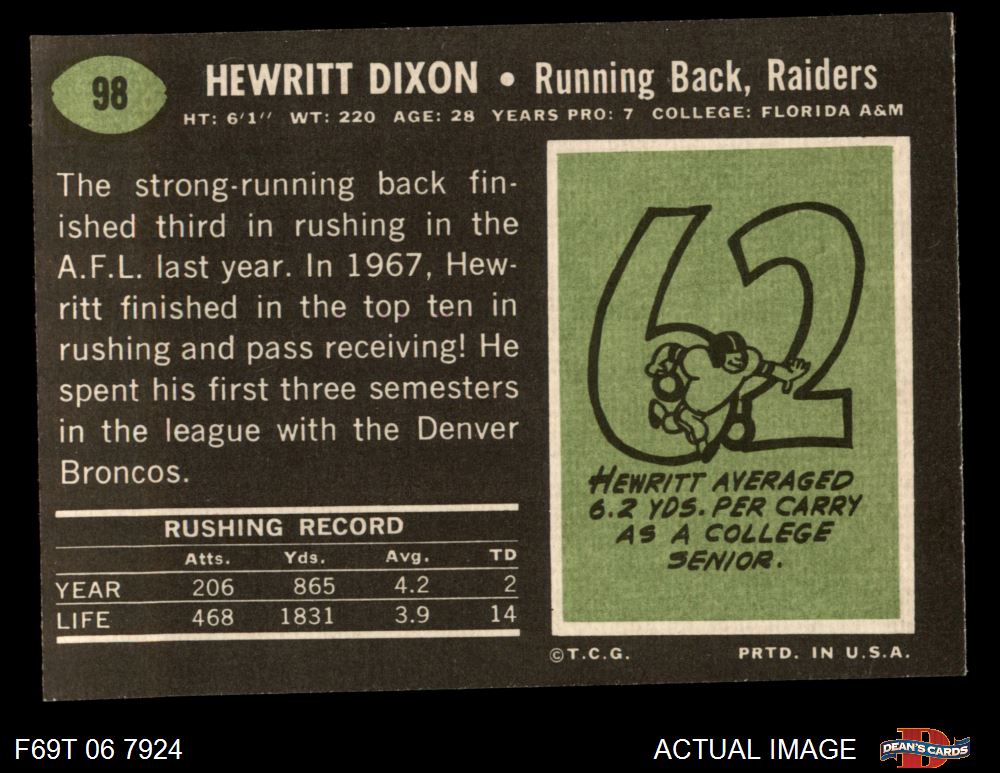 98
HEWRITT DIXON • Running Back, Raiders
HT: 6'1" WT: 220 AGE: 28 YEARS PRO: 7 COLLEGE: FLORIDA A&M
The strong-running back fin-
ished third in rushing in the
A.F.L. last year. In 1967, Hew-
ritt finished in the top ten in
rushing and pass receiving! He
spent his first three semesters
in the league with the Denver
Broncos.
RUSHING RECORD
Atts. Yds. Avg. TD
YEAR 206 865 4.2 2
LIFE 468 1831 3.9 14
62
HEWRITT AVERAGED
6.2 YDS. PER CARRY
AS A COLLEGE
SENIOR.
©T.C.G. PRTD. IN U.S.A.
F69T 06 7924
ACTUAL IMAGE
DEAN'S CARDS